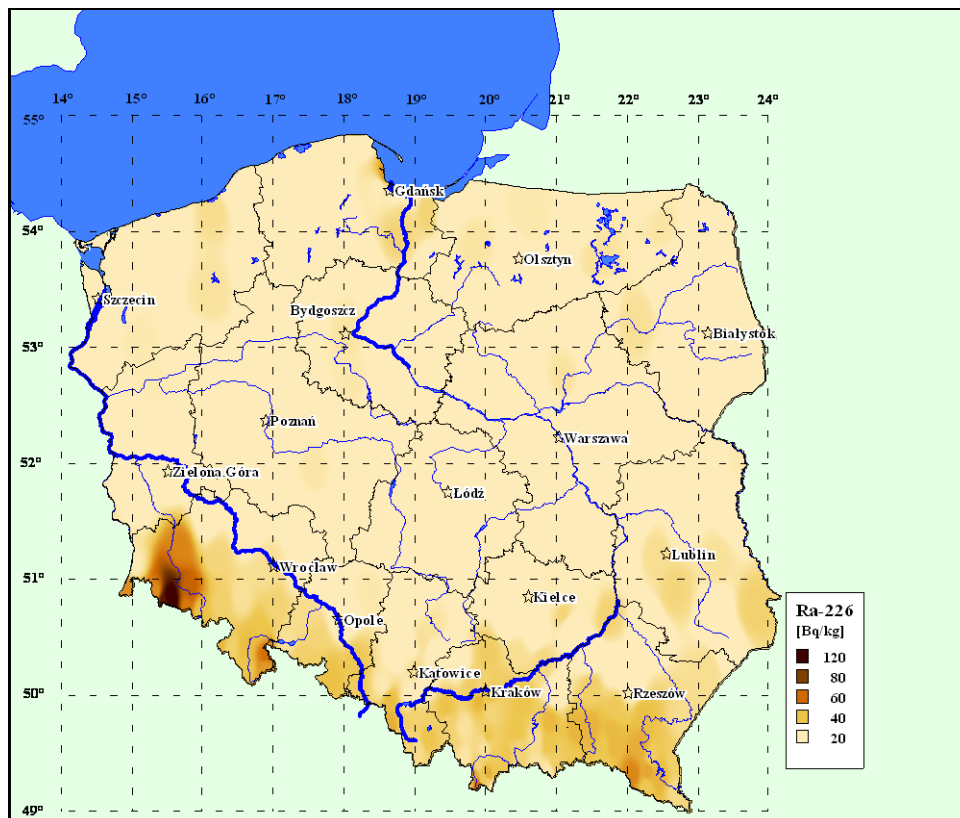 14° 15° 16° 17° 18° 19° 20° 21° 22° 23° 24°
55°
Gdańsk
54°
Olsztyn
Szczecin
Bydgoszcz
Białystok
53°
Poznań
Warszawa
52°
Zielona Góra
Łódź
Lublin
51°
Wrocław
Kielce
Opole
Katowice
50°
Kraków
Rzeszów
49°
Ra-226
[Bq/kg]
120
80
60
40
20